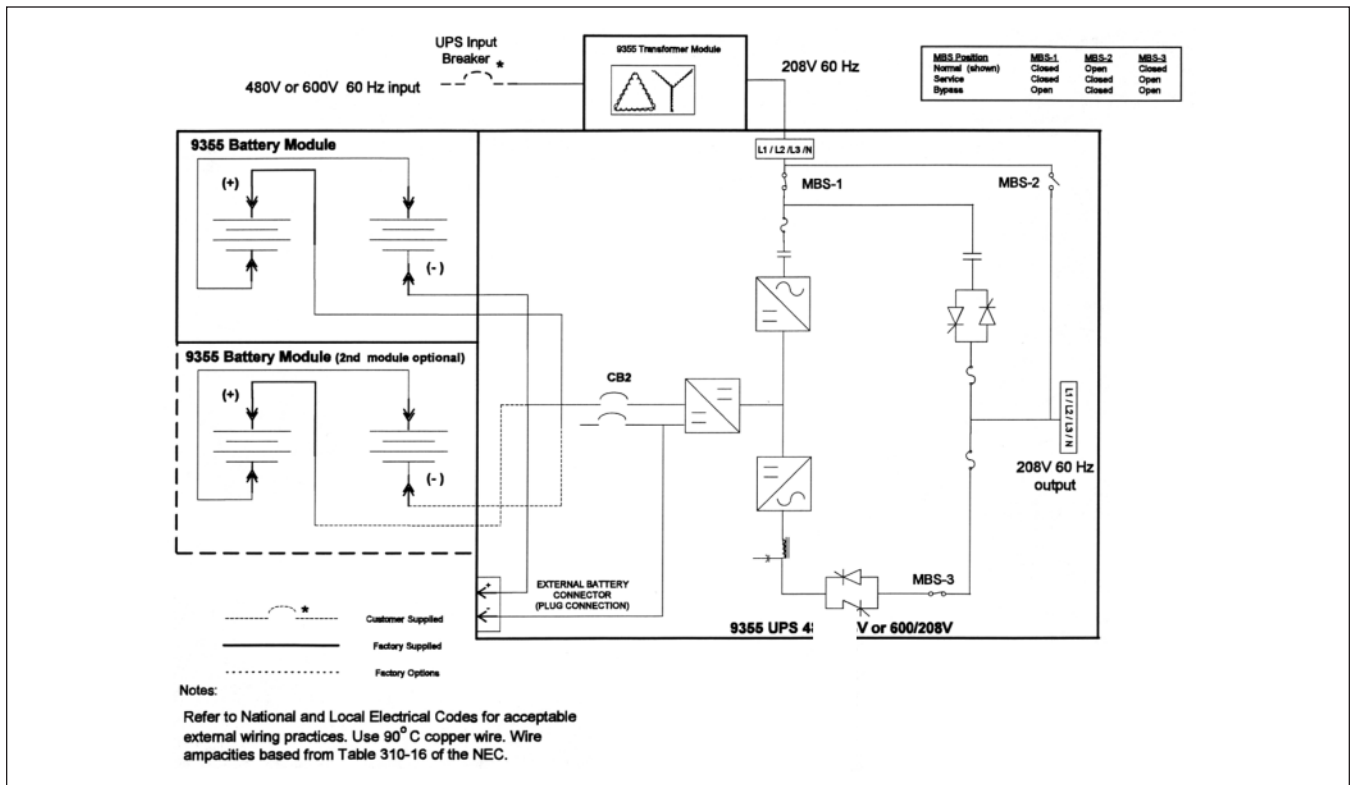 UPS Input
Breaker *
9355 Transformer Module
480V or 600V 60 Hz input
208V 60 Hz
MBS Position MBS-1 MBS-2 MBS-3
Normal (shown) Closed Open Closed
Service Closed Closed Open
Bypass Open Closed Open
9355 Battery Module
(+)
(-)
L1 / L2 /L3 /N
MBS-1
MBS-2
9355 Battery Module (2nd module optional)
(+)
(-)
CB2
L1 / L2 / L3 / N
208V 60 Hz
output
+
-
EXTERNAL BATTERY
CONNECTOR
(PLUG CONNECTION)
MBS-3
9355 UPS 48 V or 600/208V
* Customer Supplied
Factory Supplied
Factory Options
Notes:
Refer to National and Local Electrical Codes for acceptable
external wiring practices. Use 90° C copper wire. Wire
ampacities based from Table 310-16 of the NEC.